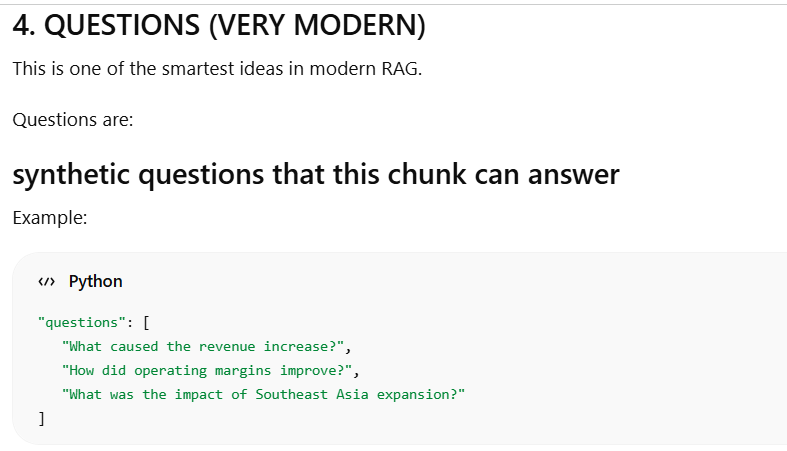 4. QUESTIONS (VERY MODERN)
This is one of the smartest ideas in modern RAG.
Questions are:
synthetic questions that this chunk can answer
Example:
</> Python
"questions": [
"What caused the revenue increase?",
"How did operating margins improve?",
"What was the impact of Southeast Asia expansion?"
]